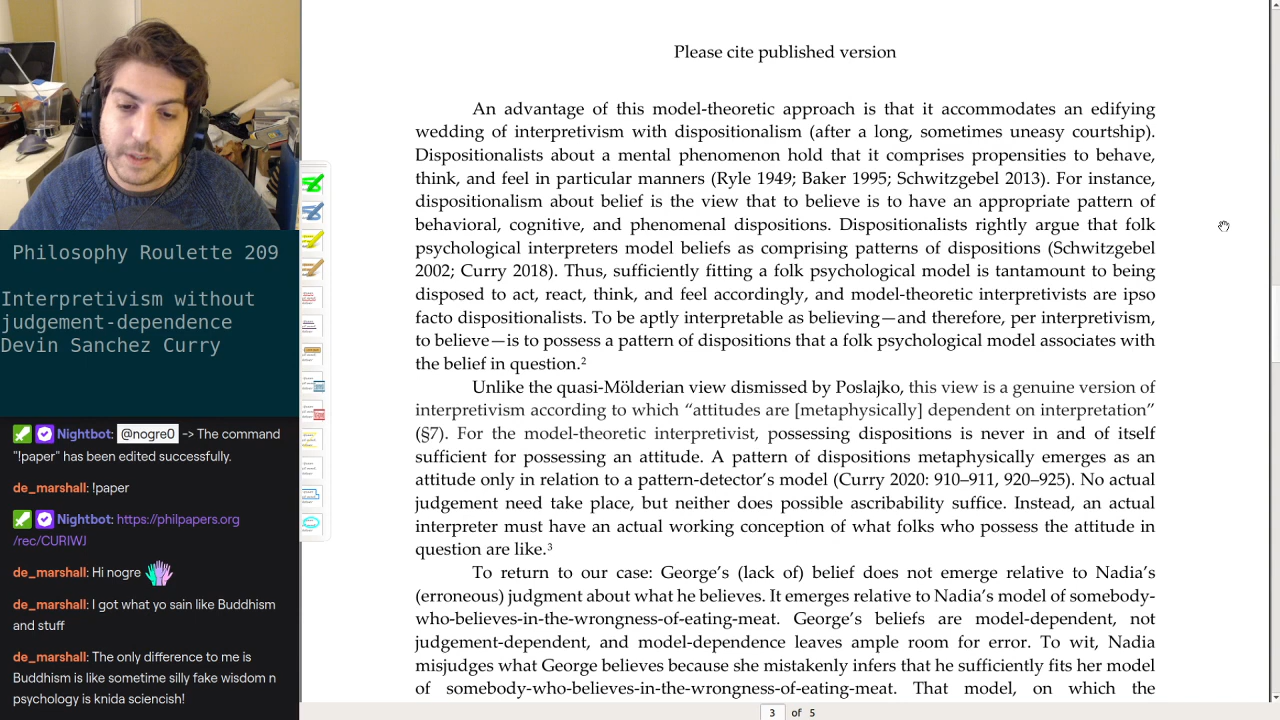 Philosophy Roulette 209
Interpretivism without
judgement-dependence
Devin Sanchez Curry
Nightbot: @nogre0 -> The command
"!paper" has been edited successfully.
de_marshall: !paper
Nightbot: https://philpapers.org
/rec/CURIWJ
de_marshall: Hi nogre
de_marshall: I got what yo sain like Buddhism
and stuff
de_marshall: The only difference to me is
Buddhism is like sometime silly fake wisdom n
psychology is knida sciencish!
Please cite published version
An advantage of this model-theoretic approach is that it accommodates an edifying
wedding of interpretivism with dispositionalism (after a long, sometimes uneasy courtship).
Dispositionalists about a mental phenomenon hold that it comprises propensities to behave,
think, and feel in particular manners (Ryle 1949; Baker 1995; Schwitzgebel 2013). For instance,
dispositionalism about belief is the view that to believe is to have an appropriate pattern of
behavioral, cognitive, and phenomenal dispositions. Dispositionalists rightly argue that folk
psychological interpreters model beliefs as comprising patterns of dispositions (Schwitzgebel
2002; Curry 2018). Thus, sufficiently fitting a folk psychological model is tantamount to being
disposed to act, react, think, and feel accordingly, and model-theoretic interpretivists are ipso
facto dispositionalists. To be aptly interpretable as believing—and therefore, per interpretivism,
to believe—is to possess a pattern of dispositions that a folk psychological model associates with
the belief in question.²
Unlike the quasi-Mölderian view dismissed by Poslajko, this view is a genuine version of
interpretivism according to which "attitudes are [metaphysically] dependent on interpretation"
(§7). For the model-theoretic interpretivist, possessing dispositions is not in and of itself
sufficient for possessing an attitude. A pattern of dispositions metaphysically emerges as an
attitude only in relation to a pattern-detector's model (Curry 2020: 910–911, 919–925). No actual
judgement need take place for attitudes possession-ascribing facts to obtain. Instead, an actual
interpreter must have an actual working conception of what folks who possess the attitude in
question are like.³
To return to our case: George's (lack of) belief does not emerge relative to Nadia's
(erroneous) judgment about what he believes. It emerges relative to Nadia's model of somebody-
who-believes-in-the-wrongness-of-eating-meat. George's beliefs are model-dependent, not
judgement-dependent, and model-dependence leaves ample room for error. To wit, Nadia
misjudges what George believes because she mistakenly infers that he sufficiently fits her model
of somebody-who-believes-in-the-wrongness-of-eating-meat. That model, on which the
3 of 5